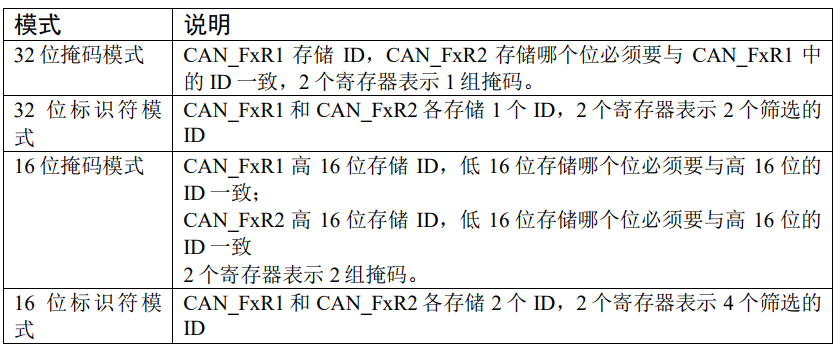 模式 说明
32 位掩码模式 CAN_FxR1 存储 ID，CAN_FxR2 存储哪个位必须要与 CAN_FxR1 中
的 ID 一致，2 个寄存器表示 1 组掩码。
32 位标识符模 CAN_FxR1 和 CAN_FxR2 各存储 1 个 ID，2 个寄存器表示 2 个筛选的
式 ID
16 位掩码模式 CAN_FxR1 高 16 位存储 ID，低 16 位存储哪个位必须要与高 16 位的
ID 一致；
CAN_FxR2 高 16 位存储 ID，低 16 位存储哪个位必须要与高 16 位的
ID 一致
2 个寄存器表示 2 组掩码。
16 位标识符模 CAN_FxR1 和 CAN_FxR2 各存储 2 个 ID，2 个寄存器表示 4 个筛选的
式 ID